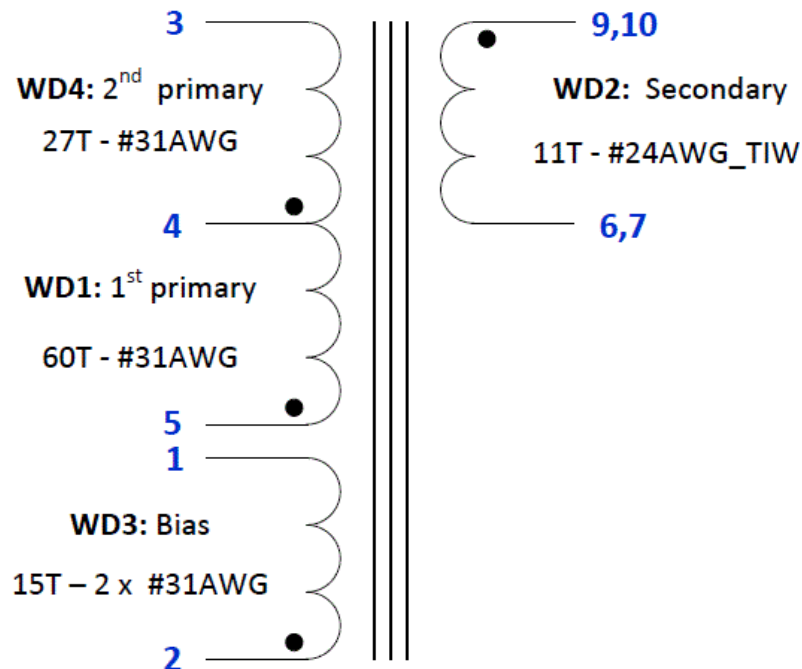 3
WD4: 2nd primary
27T - #31AWG
4
WD1: 1st primary
60T - #31AWG
5
1
WD3: Bias
15T – 2 x #31AWG
2
9,10
WD2: Secondary
11T - #24AWG_TIW
6,7